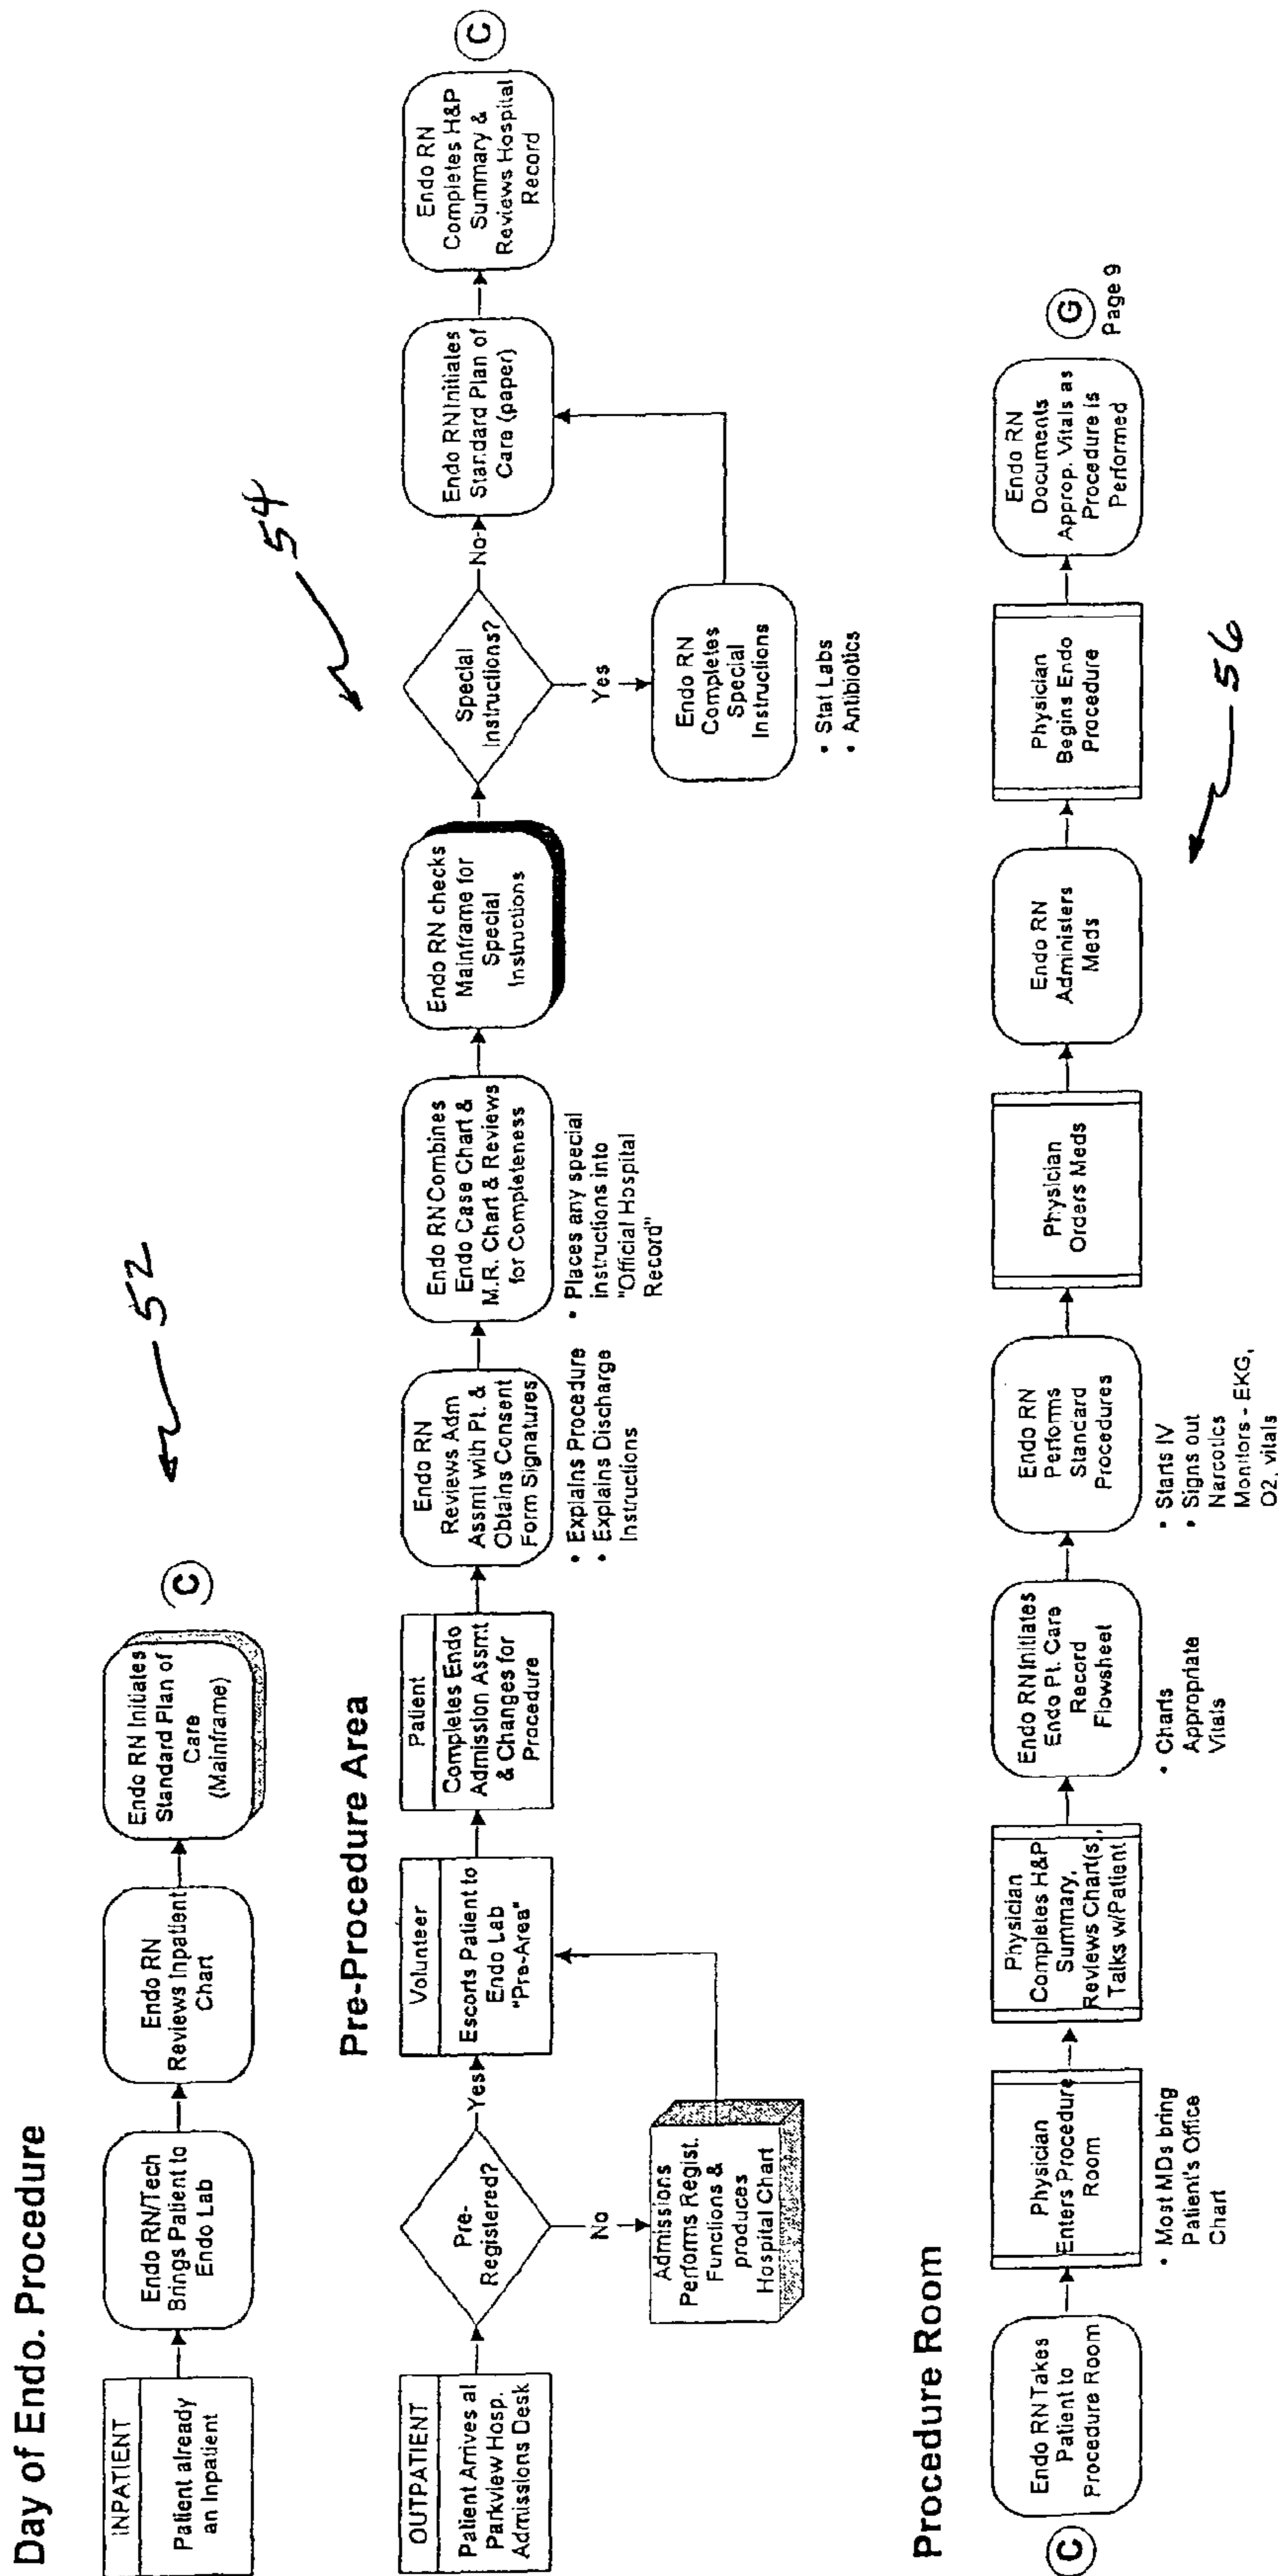 Day of Endo. Procedure
INPATIENT
Patient already
an Inpatient
Endo RN/Tech
Brings Patient to
Endo Lab
Endo RN
Reviews Inpatient
Chart
Endo RN Initiates
Standard Plan of
Care
(Mainframe)
C
52
Pre-Procedure Area
OUTPATIENT
Patient Arrives at
Parkview Hosp.
Admissions Desk
Pre-
Registered?
Yes
No
Admissions
Performs Regist.
Functions &
produces
Hospital Chart
Volunteer
Escorts Patient to
Endo Lab
"Pre-Area"
Patient
Completes Endo
Admission Assmt
& Changes for
Procedure
Endo RN
Reviews Adm
Assmt with Pt. &
Obtains Consent
Form Signatures
• Explains Procedure
• Explains Discharge
Instructions
Endo RN Combines
Endo Case Chart &
M.R. Chart & Reviews
for Completeness
• Places any special
instructions into
"Official Hospital
Record"
Endo RN checks
Mainframe for
Special
Instructions
Special
Instructions?
No
Yes
Endo RN
Completes
Special
Instructions
• Stat Labs
• Antibiotics
Endo RN Initiales
Standard Plan of
Care (paper)
Endo RN
Completes H&P
Summary &
Reviews Hospital
Record
C
54
Procedure Room
C
Endo RN Takes
Patient to
Procedure Room
Physician
Enters Procedure
Room
• Most MDs bring
Patient's Office
Chart
Physician
Completes H&P
Summary,
Reviews Chart(s),
Talks w/Patient
Endo RN Initiates
Endo Pt. Care
Record
Flowsheet
• Charts
Appropriate
Vitals
Endo RN
Performs
Standard
Procedures
• Starts IV
• Signs out
Narcotics
Monitors - EKG,
O2, vitals
Physician
Orders Meds
Endo RN
Administers
Meds
Physician
Begins Endo
Procedure
Endo RN
Documents
Approp. Vitals as
Procedure is
Performed
G
Page 9
56